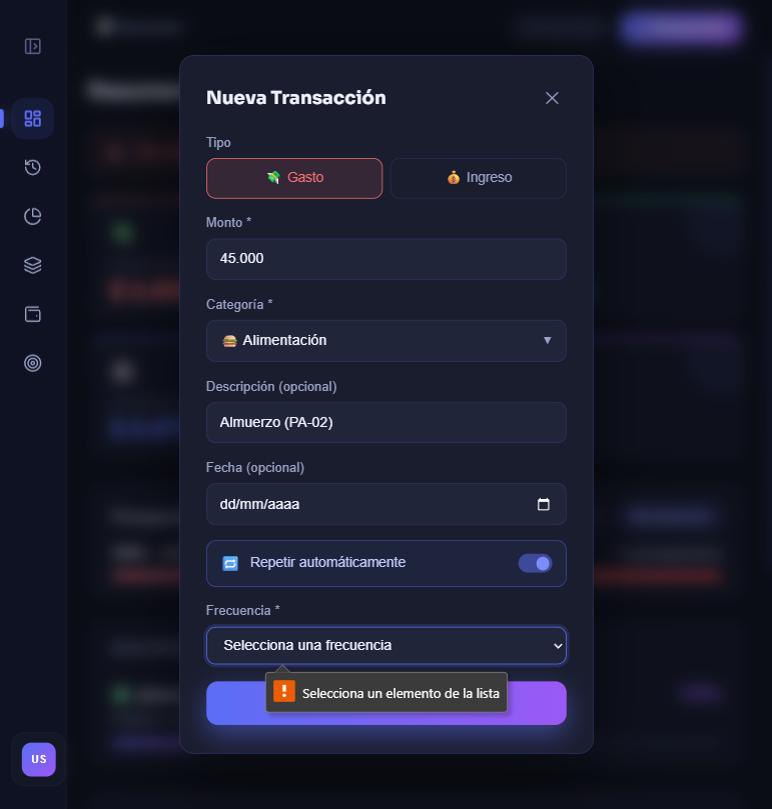 Nueva Transacción
Tipo
Gasto
Ingreso
Monto *
45.000
Categoría *
Alimentación
Descripción (opcional)
Almuerzo (PA-02)
Fecha (opcional)
dd/mm/aaaa
Repetir automáticamente
Frecuencia *
Selecciona una frecuencia
Selecciona un elemento de la lista
US